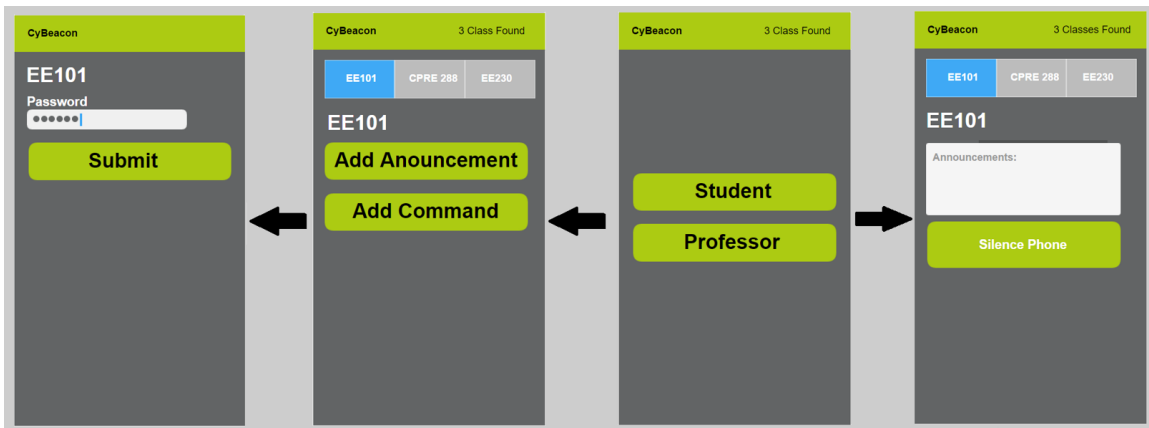 CyBeacon
EE101
Password
Submit
CyBeacon 3 Class Found
EE101 CPRE 288 EE230
EE101
Add Anouncement
Add Command
CyBeacon 3 Class Found
Student
Professor
CyBeacon 3 Classes Found
EE101 CPRE 288 EE230
EE101
Announcements:
Silence Phone